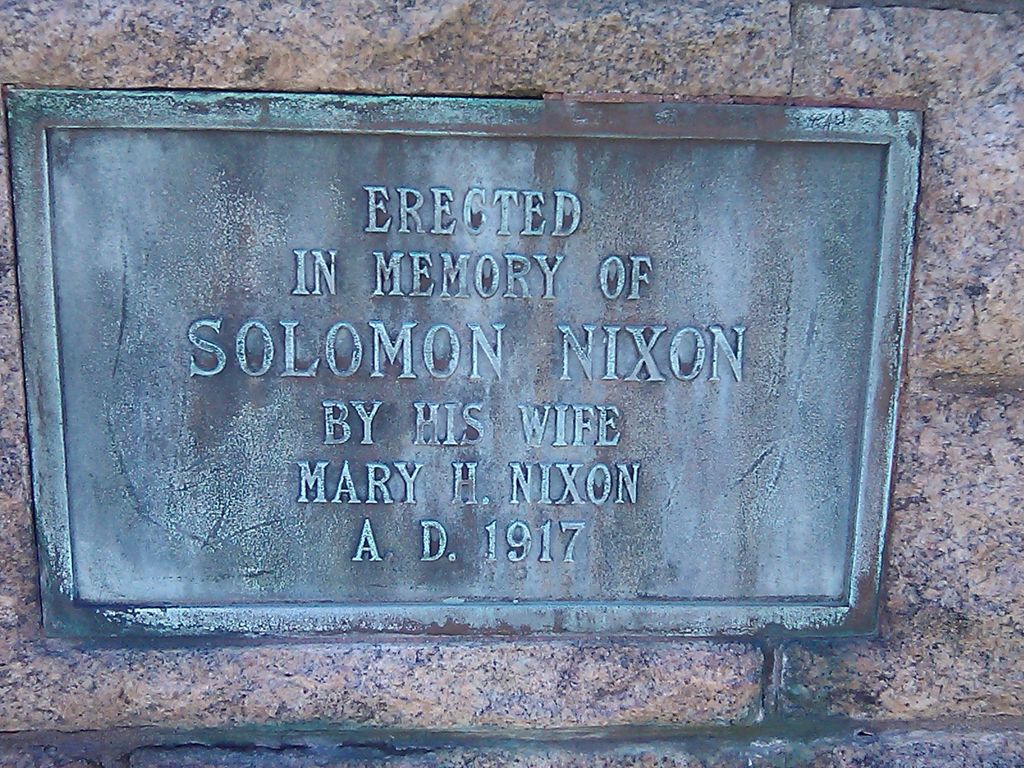 ERECTED
IN MEMORY OF
SOLOMON NIXON
BY HIS WIFE
MARY H. NIXON
A D. 1917